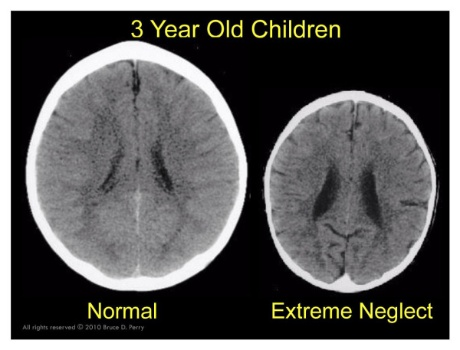 3 Year Old Children
Normal
Extreme Neglect
All rights reserved © 2010 Bruce D. Perry